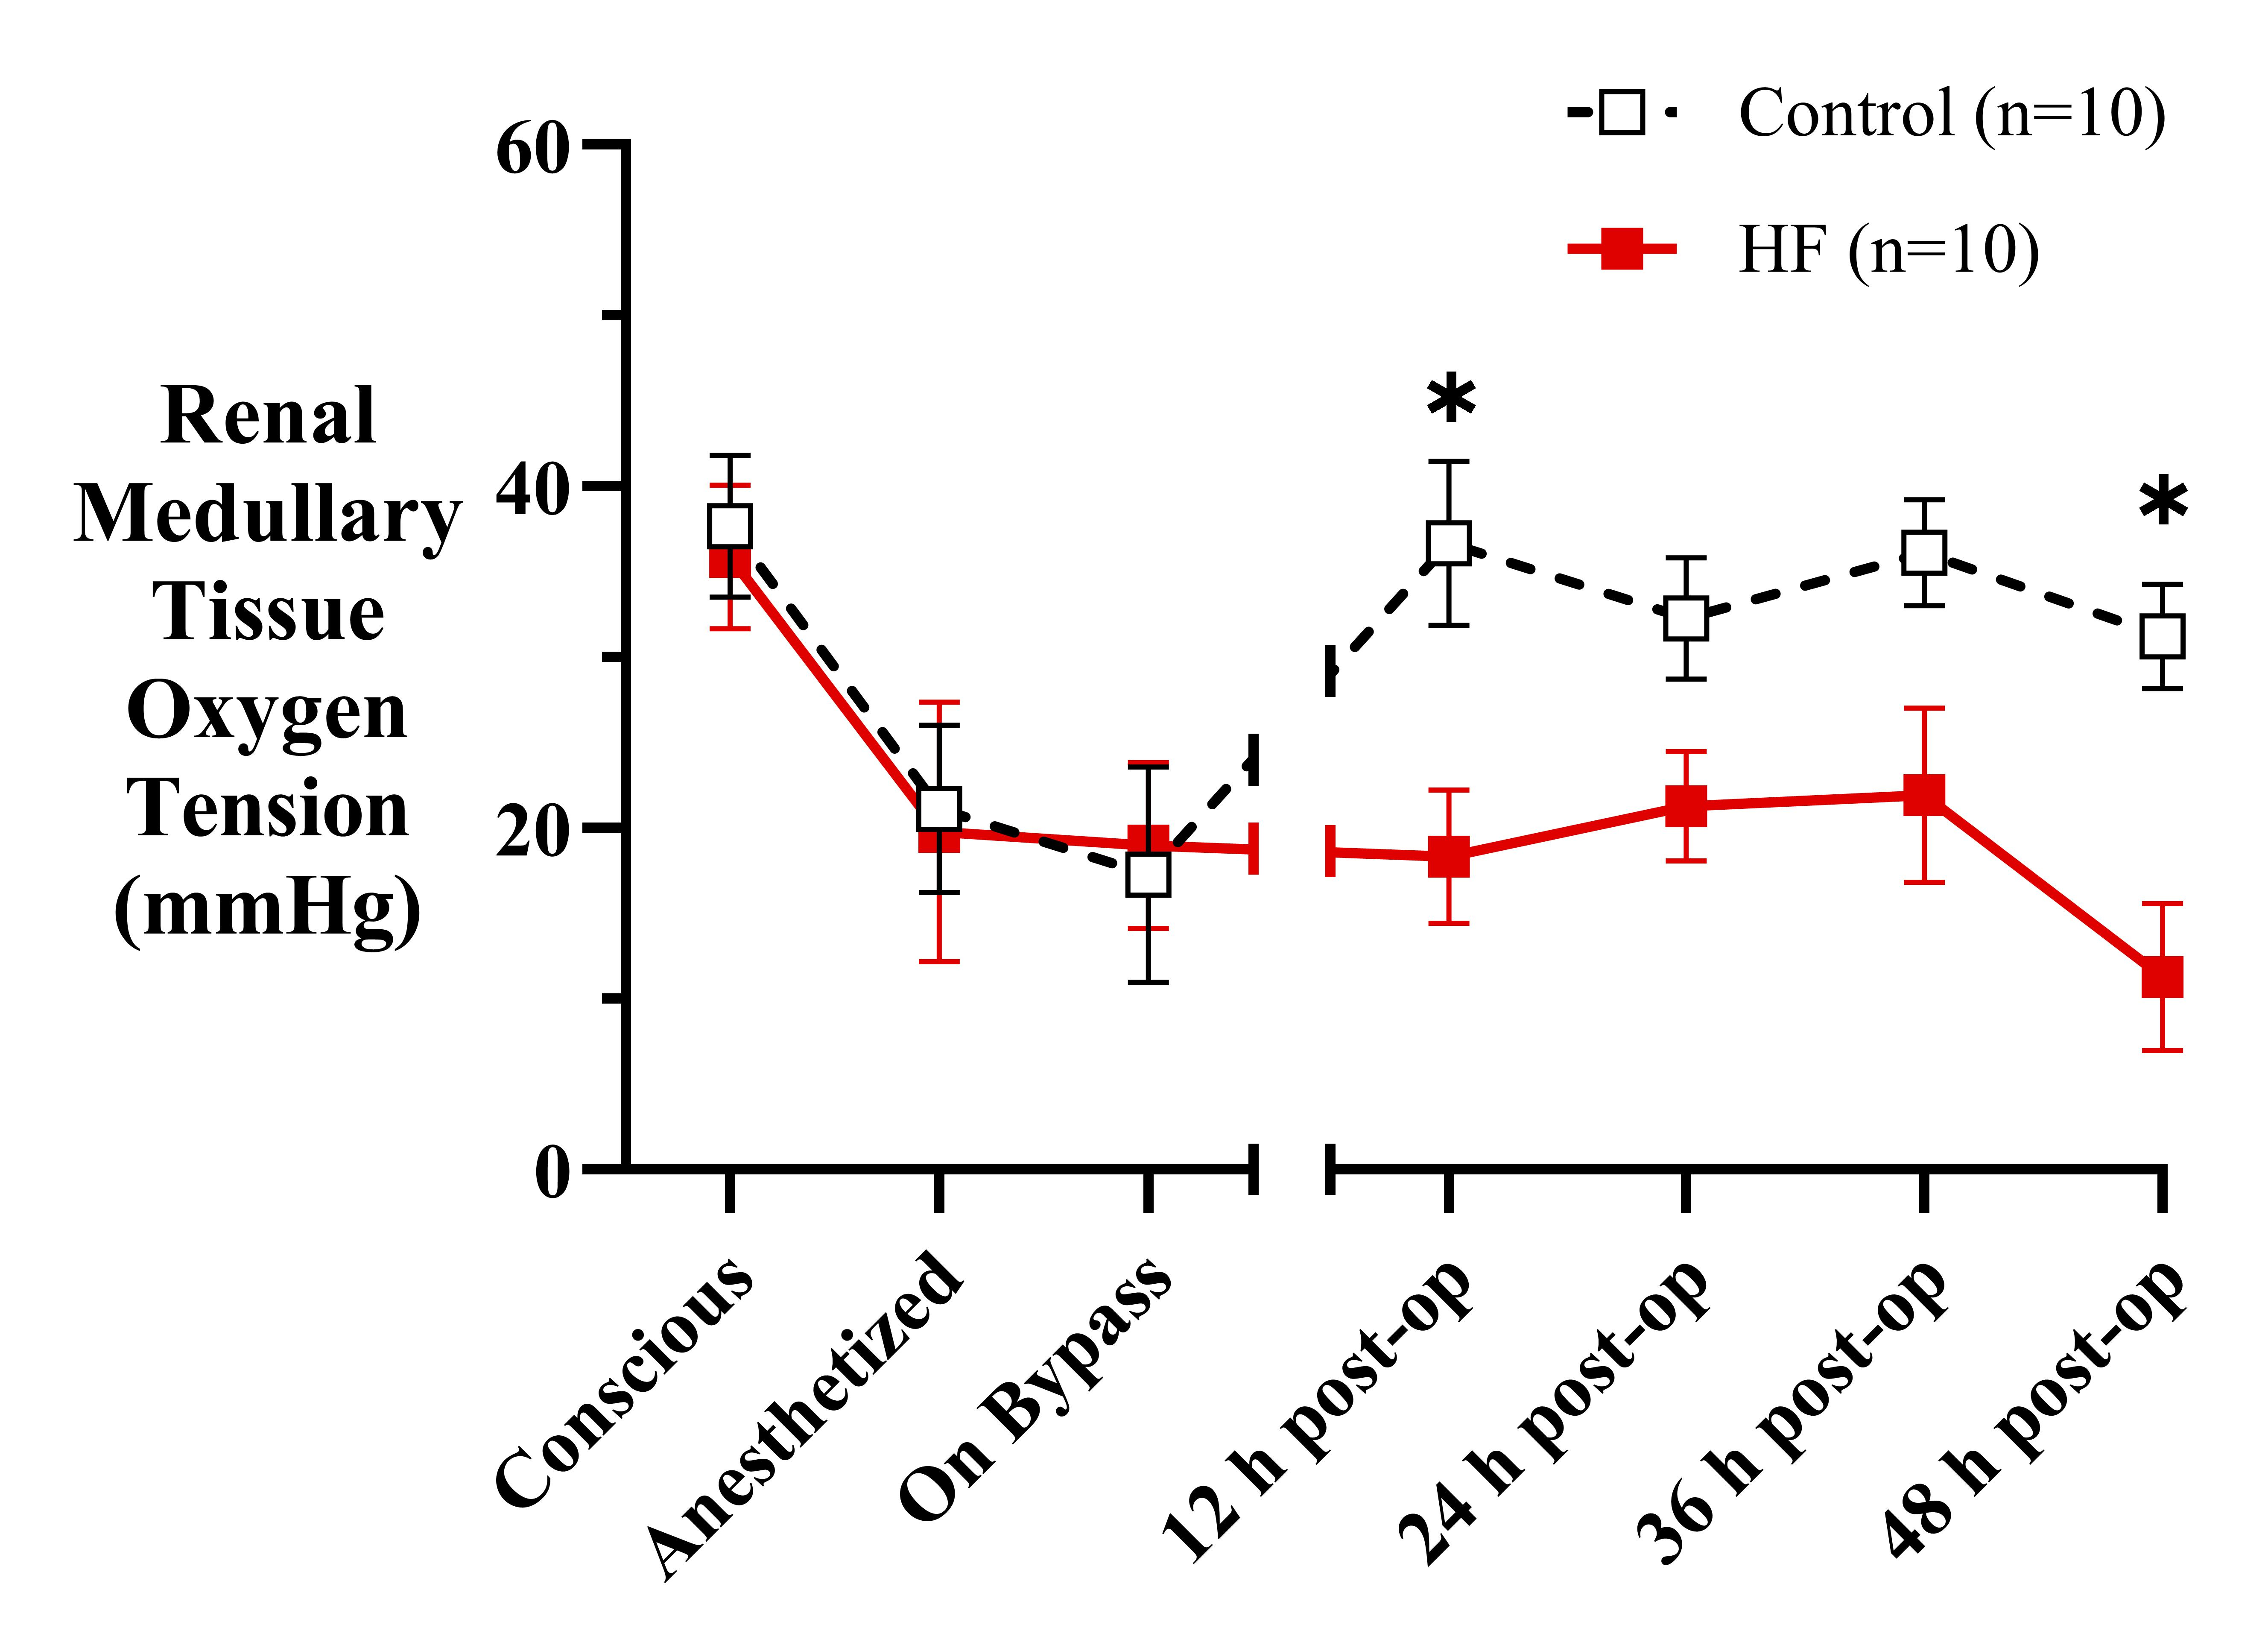 Control (n=10)
HF (n=10)
Renal
Medullary
Tissue
Oxygen
Tension
(mmHg)
60
40
20
0
*
*
Conscious
Anesthetized
On Bypass
12 h post-op
24 h post-op
36 h post-op
48 h post-op